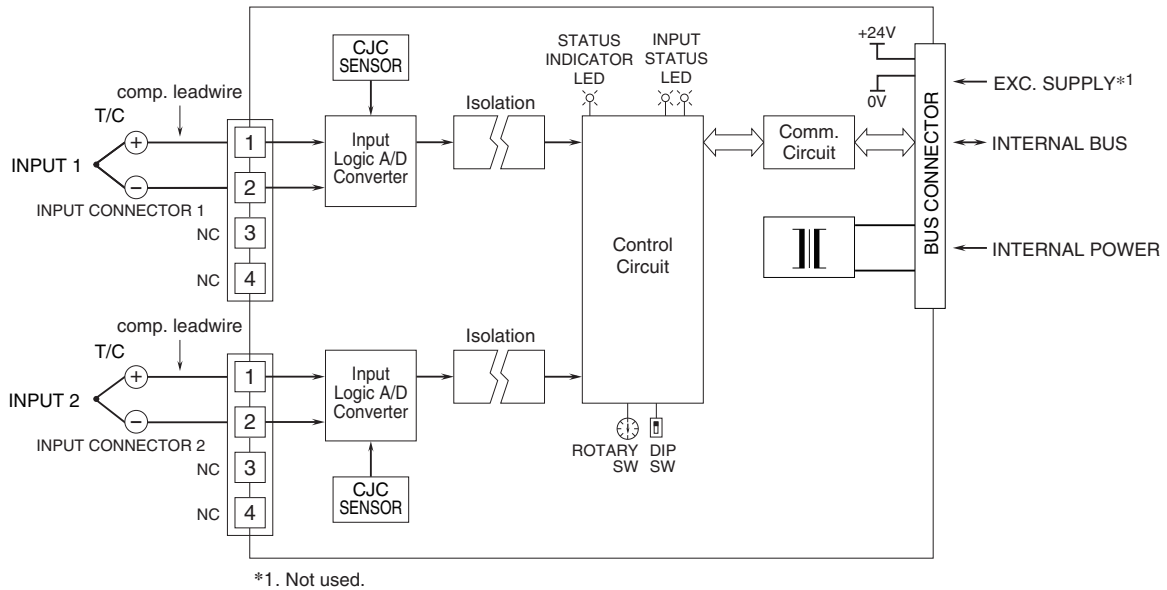 CJC
SENSOR
STATUS
INDICATOR
LED
INPUT
STATUS
LED
+24V
0V
EXC. SUPPLY*1
BUS CONNECTOR
INTERNAL BUS
INTERNAL POWER
comp. leadwire
T/C
+
−
INPUT 1
INPUT CONNECTOR 1
1
2
NC
3
NC
4
Input
Logic A/D
Converter
Isolation
Control
Circuit
Comm.
Circuit
comp. leadwire
T/C
+
−
INPUT 2
INPUT CONNECTOR 2
1
2
NC
3
NC
4
Input
Logic A/D
Converter
Isolation
CJC
SENSOR
ROTARY
SW
DIP
SW
*1. Not used.